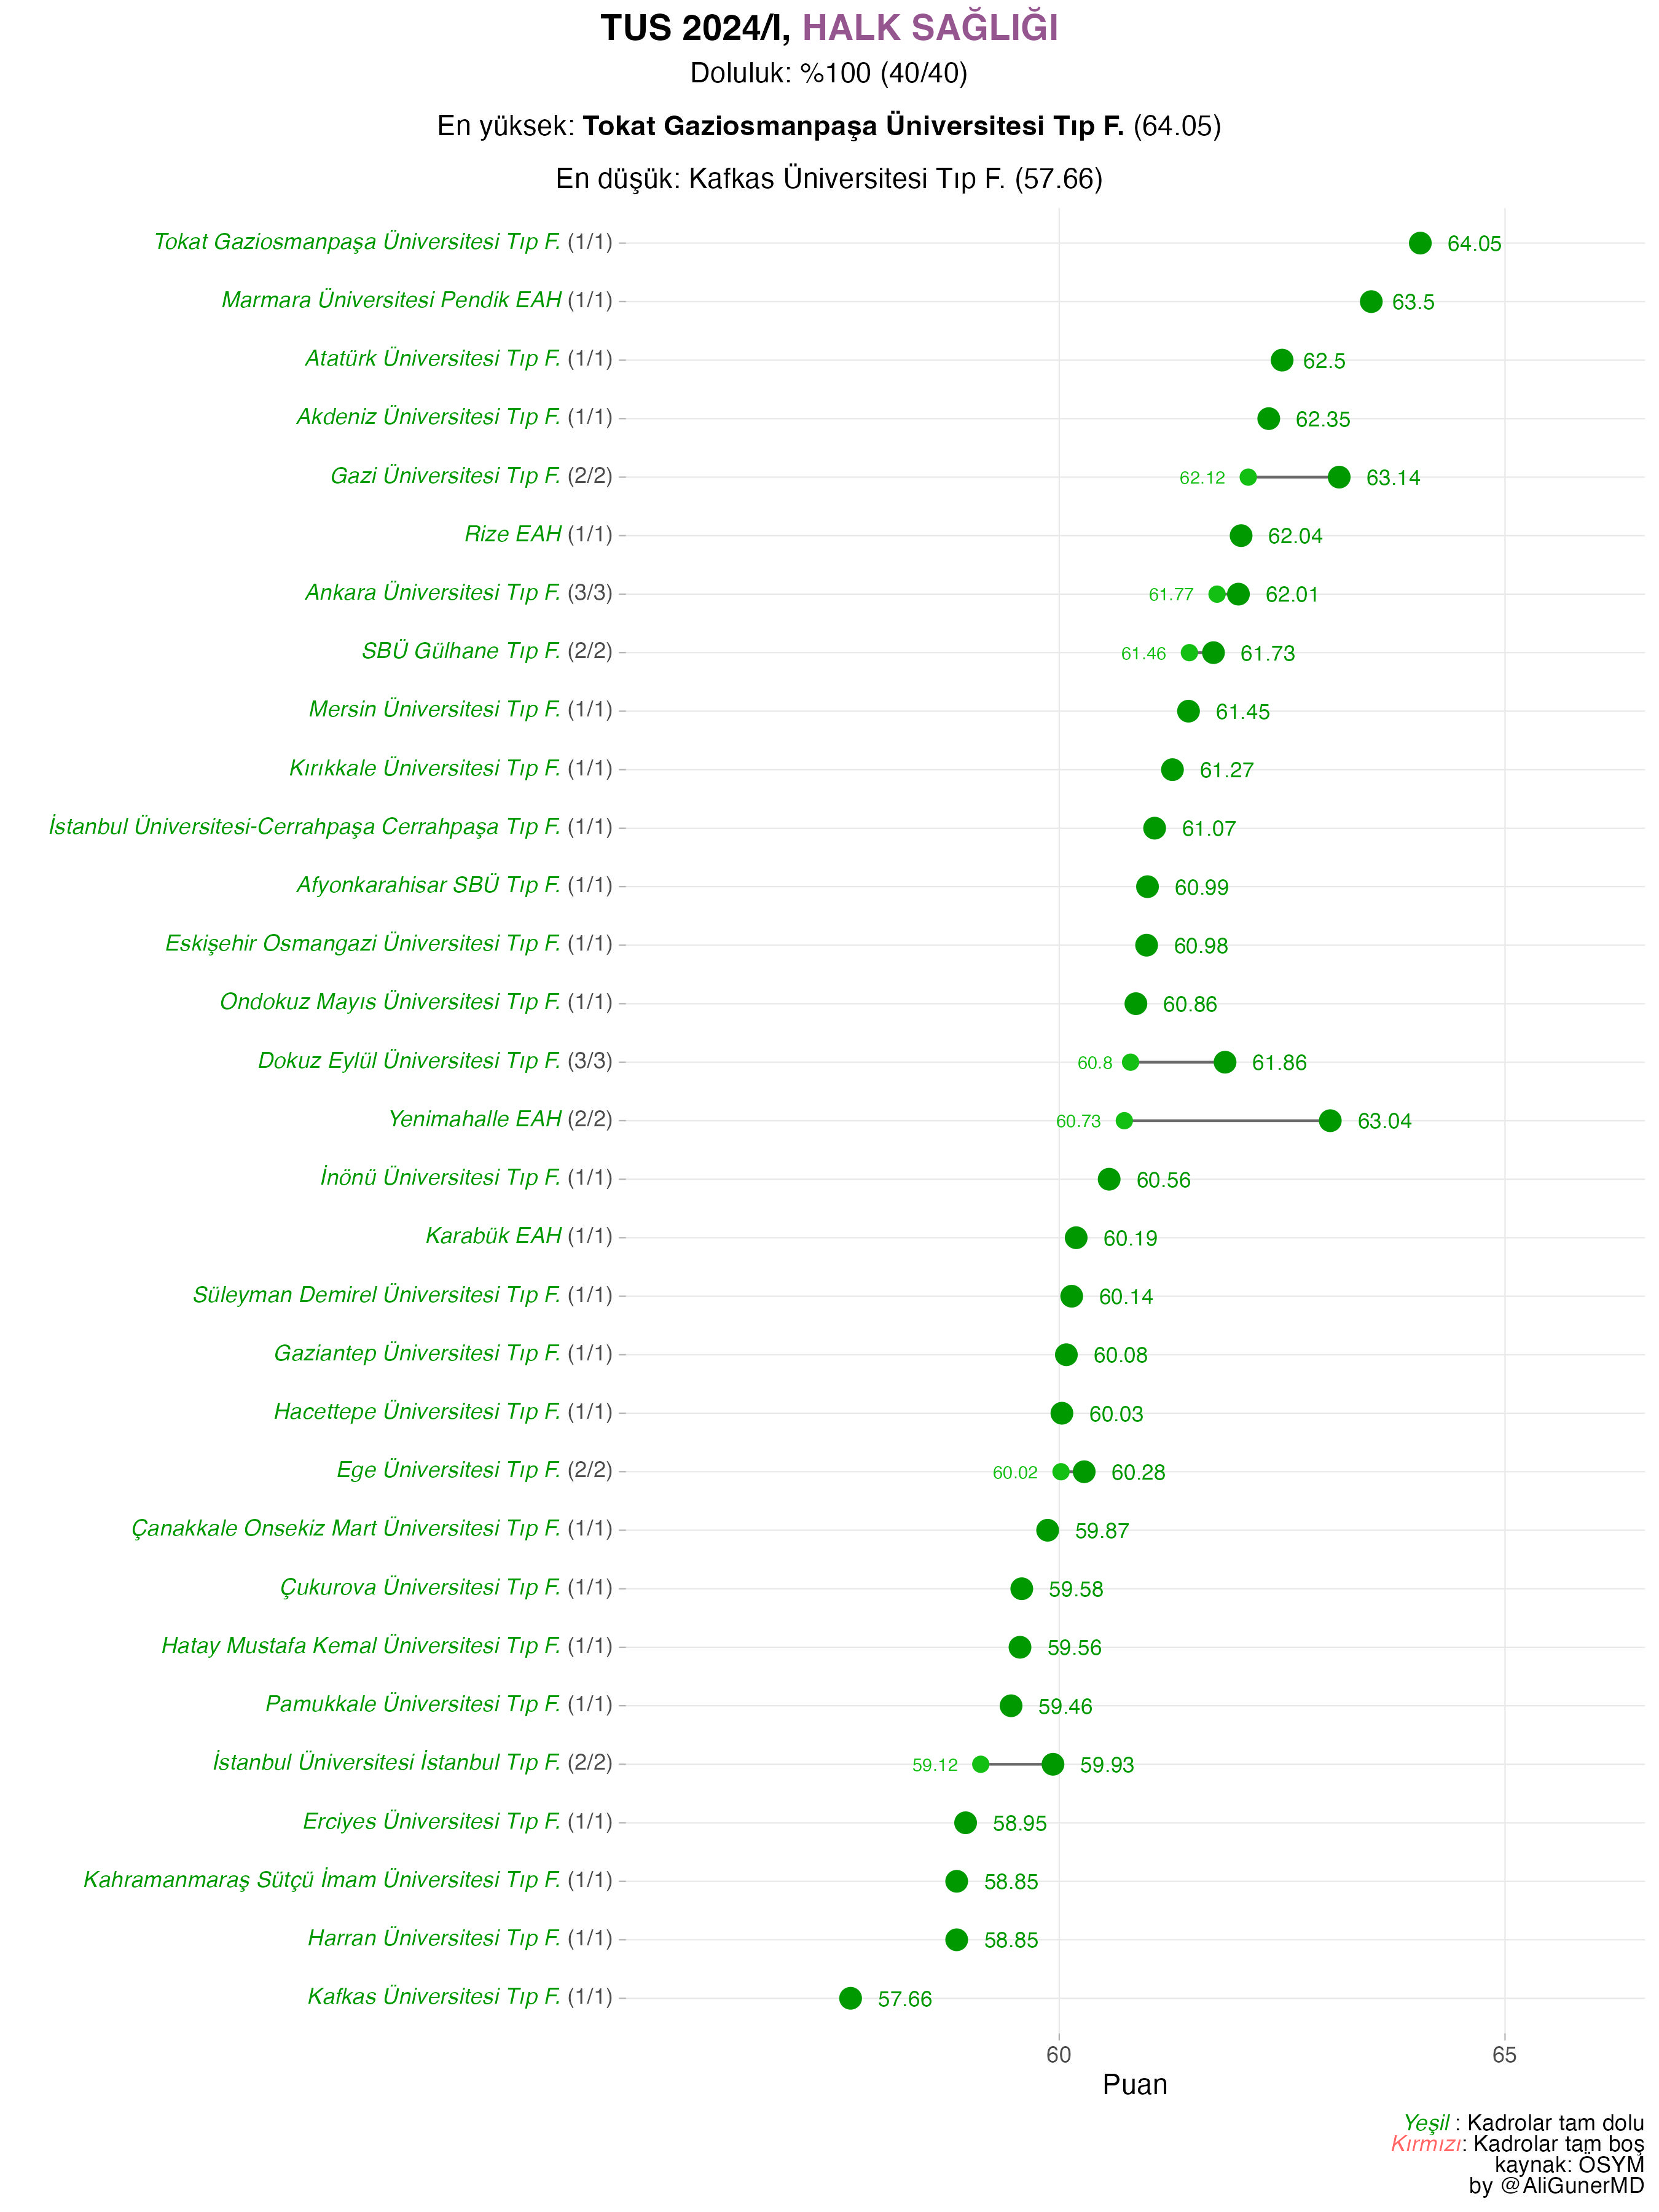 TUS 2024/I, HALK SAĞLIĞI
Doluluk: %100 (40/40)
En yüksek: Tokat Gaziosmanpaşa Üniversitesi Tıp F. (64.05)
En düşük: Kafkas Üniversitesi Tıp F. (57.66)
Tokat Gaziosmanpaşa Üniversitesi Tıp F. (1/1) 64.05
Marmara Üniversitesi Pendik EAH (1/1) 63.5
Atatürk Üniversitesi Tıp F. (1/1) 62.5
Akdeniz Üniversitesi Tıp F. (1/1) 62.35
Gazi Üniversitesi Tıp F. (2/2) 62.12 63.14
Rize EAH (1/1) 62.04
Ankara Üniversitesi Tıp F. (3/3) 61.77 62.01
SBÜ Gülhane Tıp F. (2/2) 61.46 61.73
Mersin Üniversitesi Tıp F. (1/1) 61.45
Kırıkkale Üniversitesi Tıp F. (1/1) 61.27
İstanbul Üniversitesi-Cerrahpaşa Cerrahpaşa Tıp F. (1/1) 61.07
Afyonkarahisar SBÜ Tıp F. (1/1) 60.99
Eskişehir Osmangazi Üniversitesi Tıp F. (1/1) 60.98
Ondokuz Mayıs Üniversitesi Tıp F. (1/1) 60.86
Dokuz Eylül Üniversitesi Tıp F. (3/3) 60.8 61.86
Yenimahalle EAH (2/2) 60.73 63.04
İnönü Üniversitesi Tıp F. (1/1) 60.56
Karabük EAH (1/1) 60.19
Süleyman Demirel Üniversitesi Tıp F. (1/1) 60.14
Gaziantep Üniversitesi Tıp F. (1/1) 60.08
Hacettepe Üniversitesi Tıp F. (1/1) 60.03
Ege Üniversitesi Tıp F. (2/2) 60.02 60.28
Çanakkale Onsekiz Mart Üniversitesi Tıp F. (1/1) 59.87
Çukurova Üniversitesi Tıp F. (1/1) 59.58
Hatay Mustafa Kemal Üniversitesi Tıp F. (1/1) 59.56
Pamukkale Üniversitesi Tıp F. (1/1) 59.46
İstanbul Üniversitesi İstanbul Tıp F. (2/2) 59.12 59.93
Erciyes Üniversitesi Tıp F. (1/1) 58.95
Kahramanmaraş Sütçü İmam Üniversitesi Tıp F. (1/1) 58.85
Harran Üniversitesi Tıp F. (1/1) 58.85
Kafkas Üniversitesi Tıp F. (1/1) 57.66
60 65
Puan
Yeşil : Kadrolar tam dolu
Kırmızı: Kadrolar tam boş
kaynak: ÖSYM
by @AliGunerMD